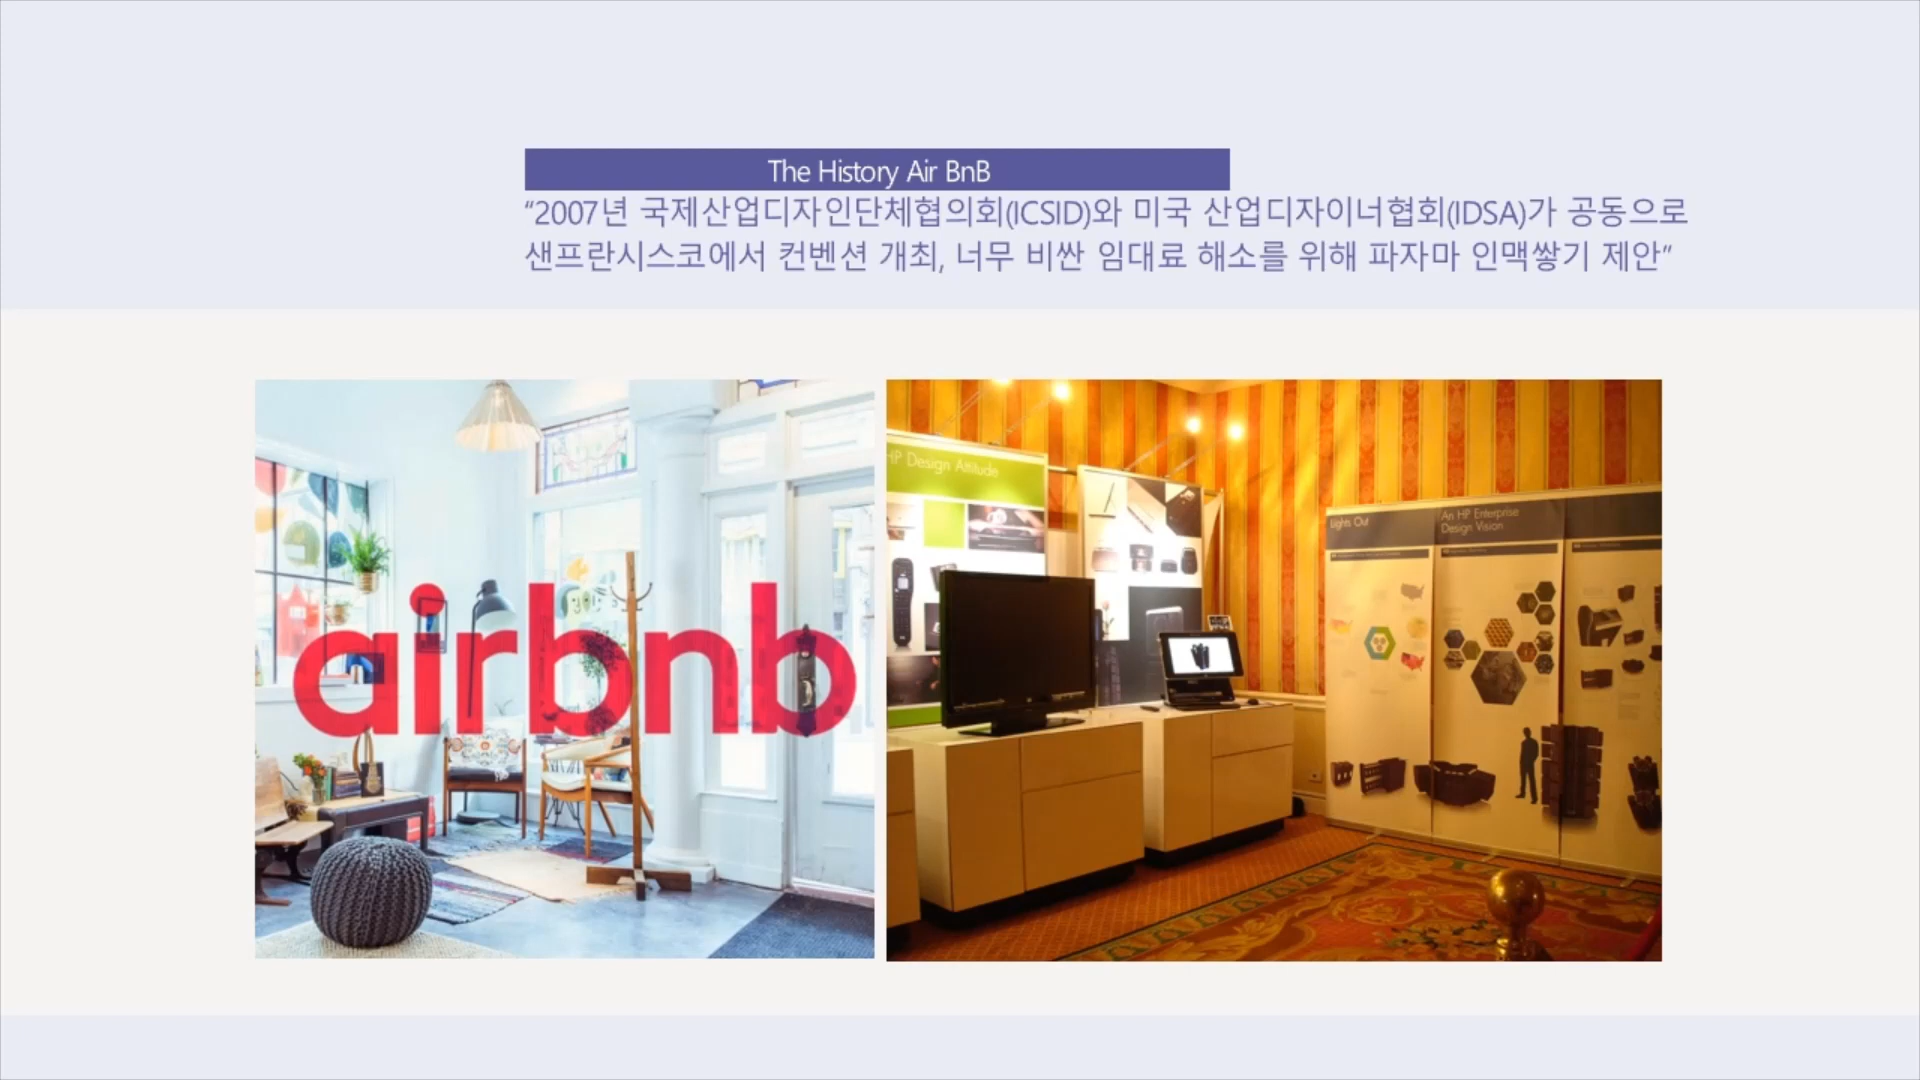 The History Air BnB
“2007년 국제산업디자인단체협의회(ICSID)와 미국 산업디자이너협회(IDSA)가 공동으로
샌프란시스코에서 컨벤션 개최, 너무 비싼 임대료 해소를 위해 파자마 인맥쌓기 제안”
airbnb
HP Design Attitude
Lights Out
An HP Enterprise
Design Vision